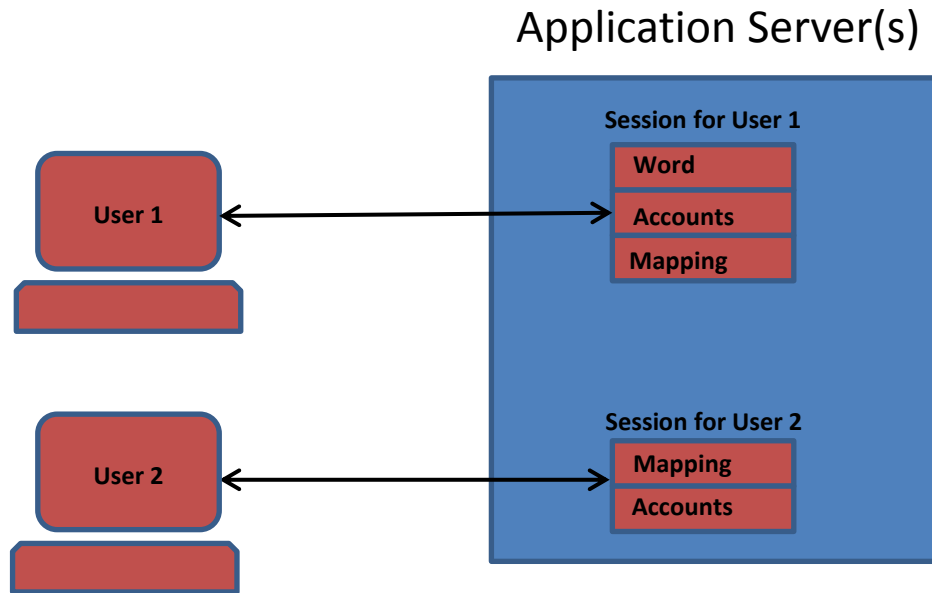 Application Server(s)
Session for User 1
Word
User 1
Accounts
Mapping
Session for User 2
Mapping
User 2
Accounts